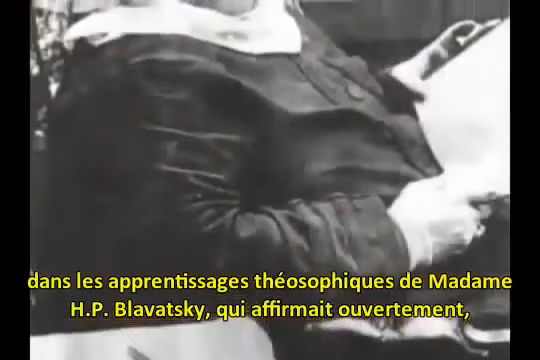 dans les apprentissages théosophiques de Madame
H.P. Blavatsky, qui affirmait ouvertement,